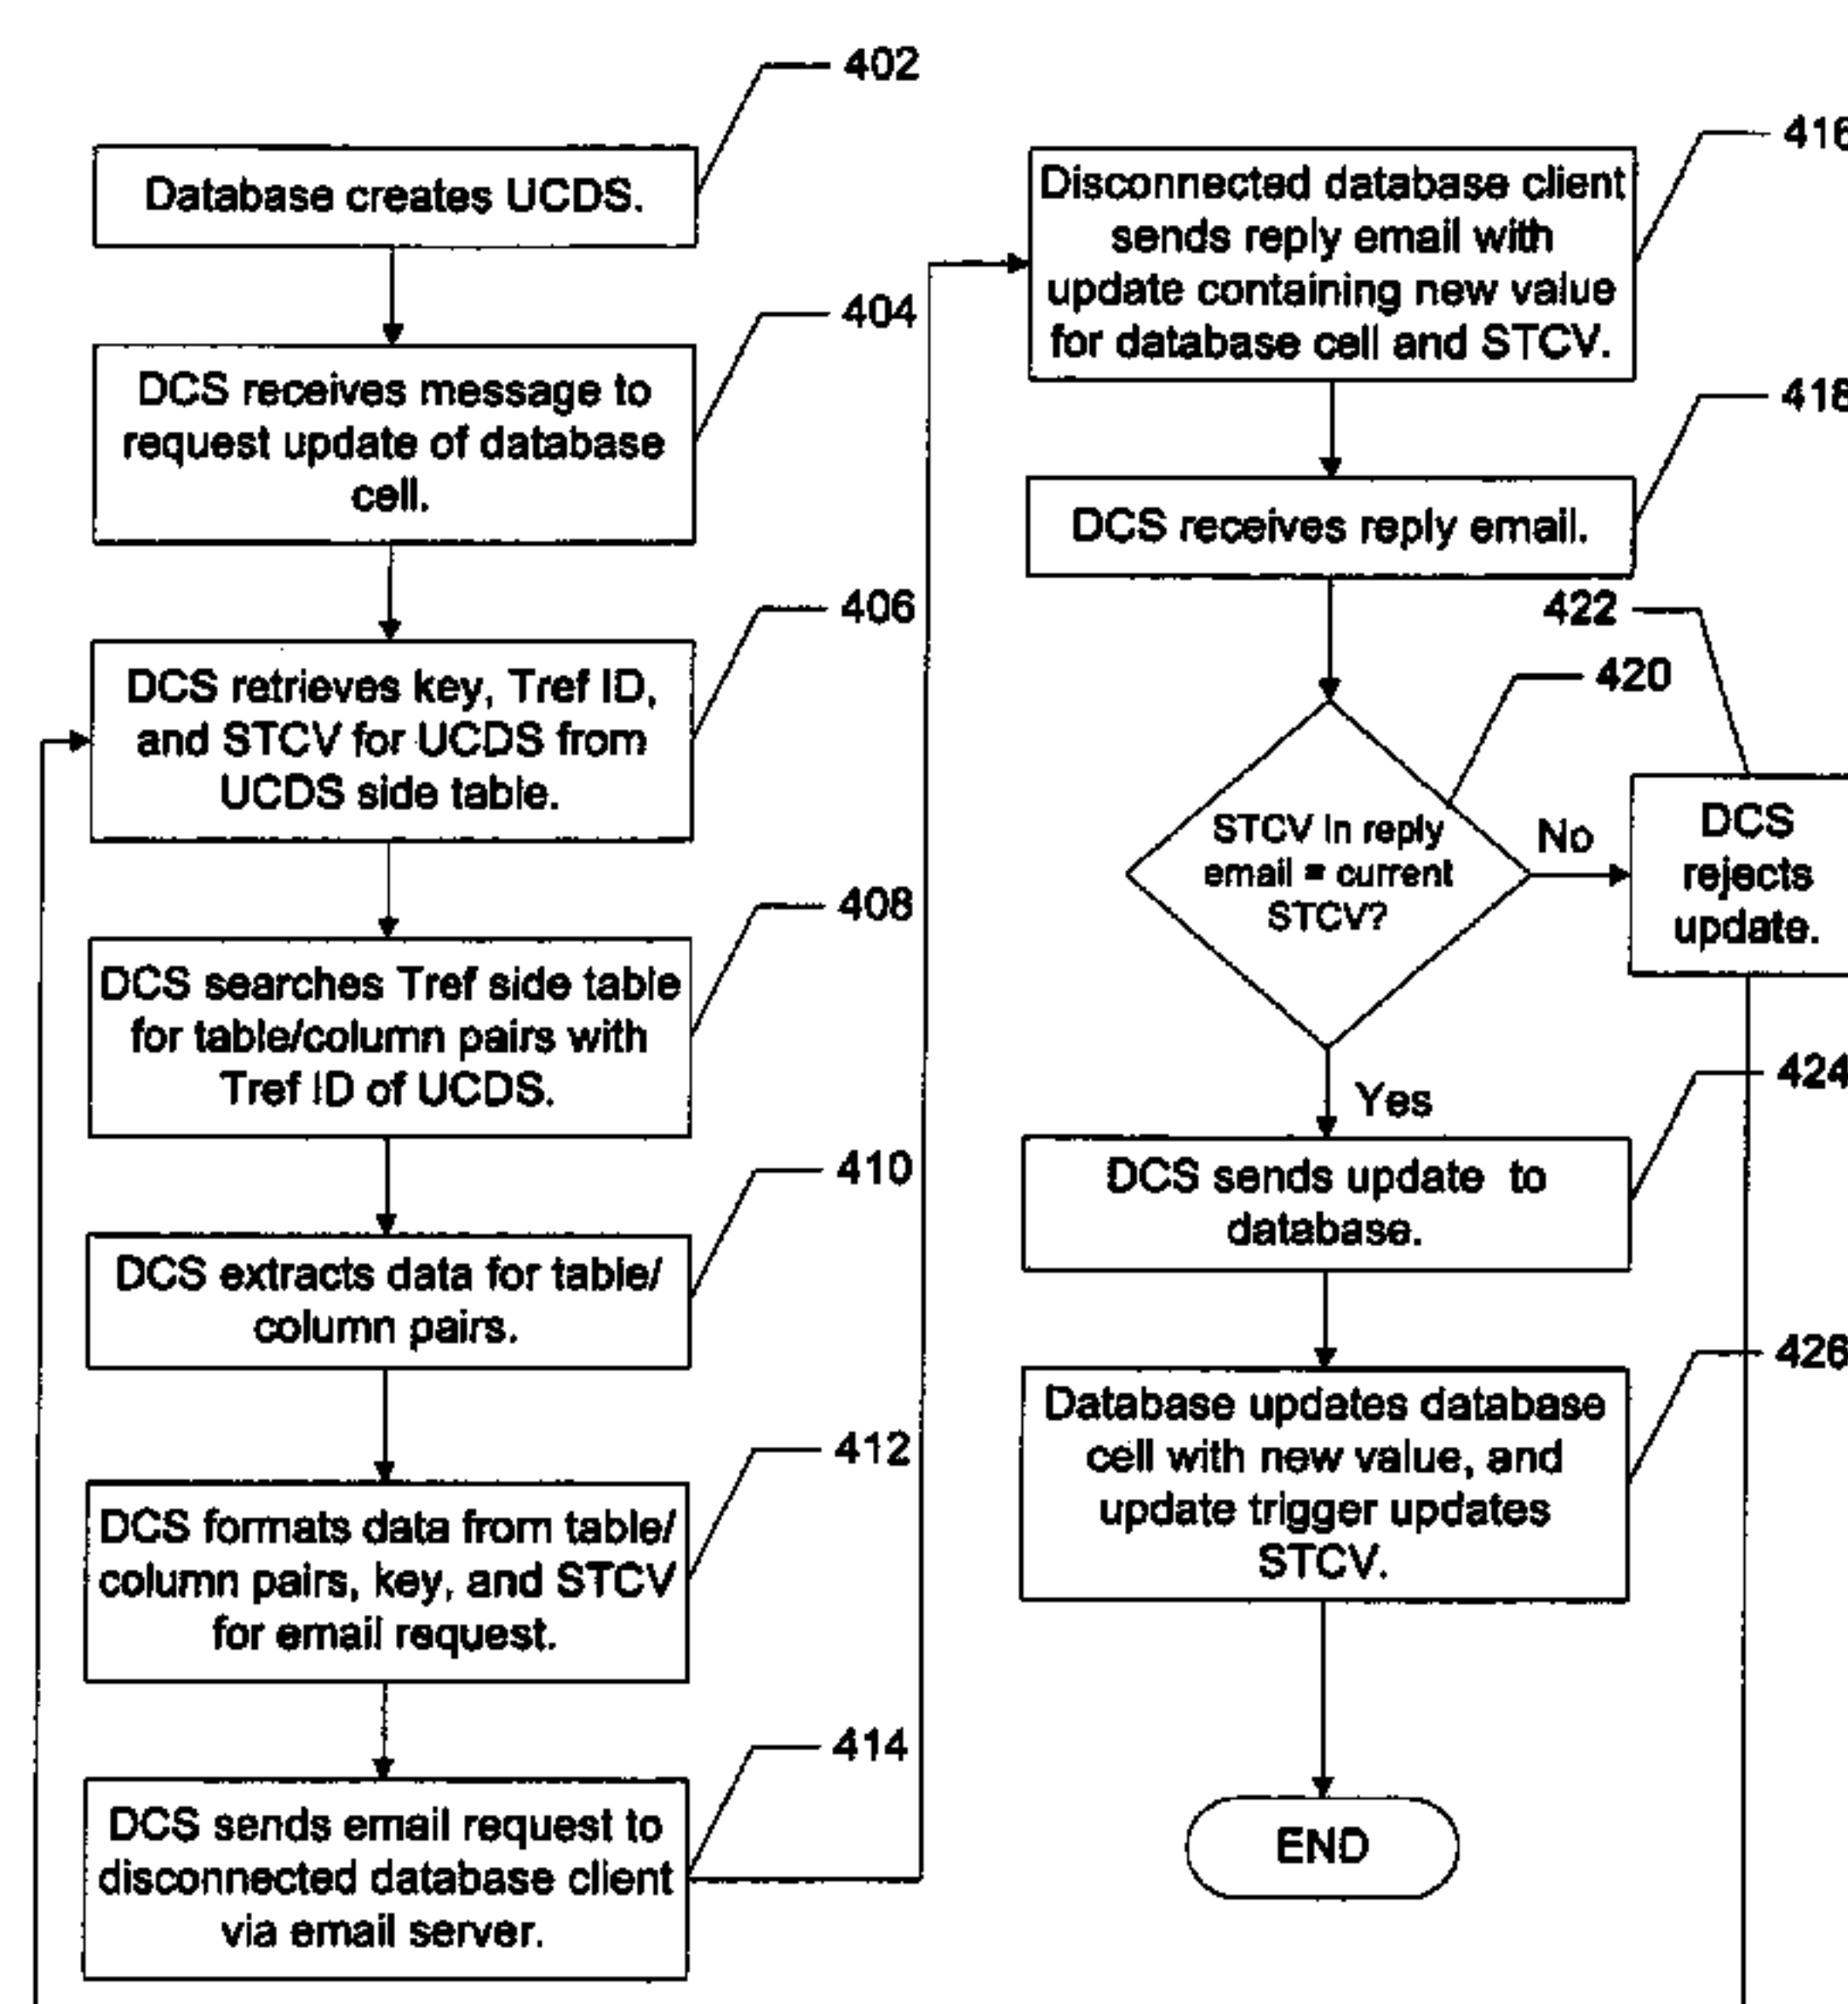 402
Database creates UCDS.
404
DCS receives message to
request update of database
cell.
406
DCS retrieves key, Tref ID,
and STCV for UCDS from
UCDS side table.
408
DCS searches Tref side table
for table/column pairs with
Tref ID of UCDS.
410
DCS extracts data for table/
column pairs.
412
DCS formats data from table/
column pairs, key, and STCV
for email request.
414
DCS sends email request to
disconnected database client
via email server.
416
Disconnected database client
sends reply email with
update containing new value
for database cell and STCV.
418
DCS receives reply email.
422
420
STCV in reply
email = current
STCV?
No
DCS
rejects
update.
Yes
424
DCS sends update to
database.
426
Database updates database
cell with new value, and
update trigger updates
STCV.
END